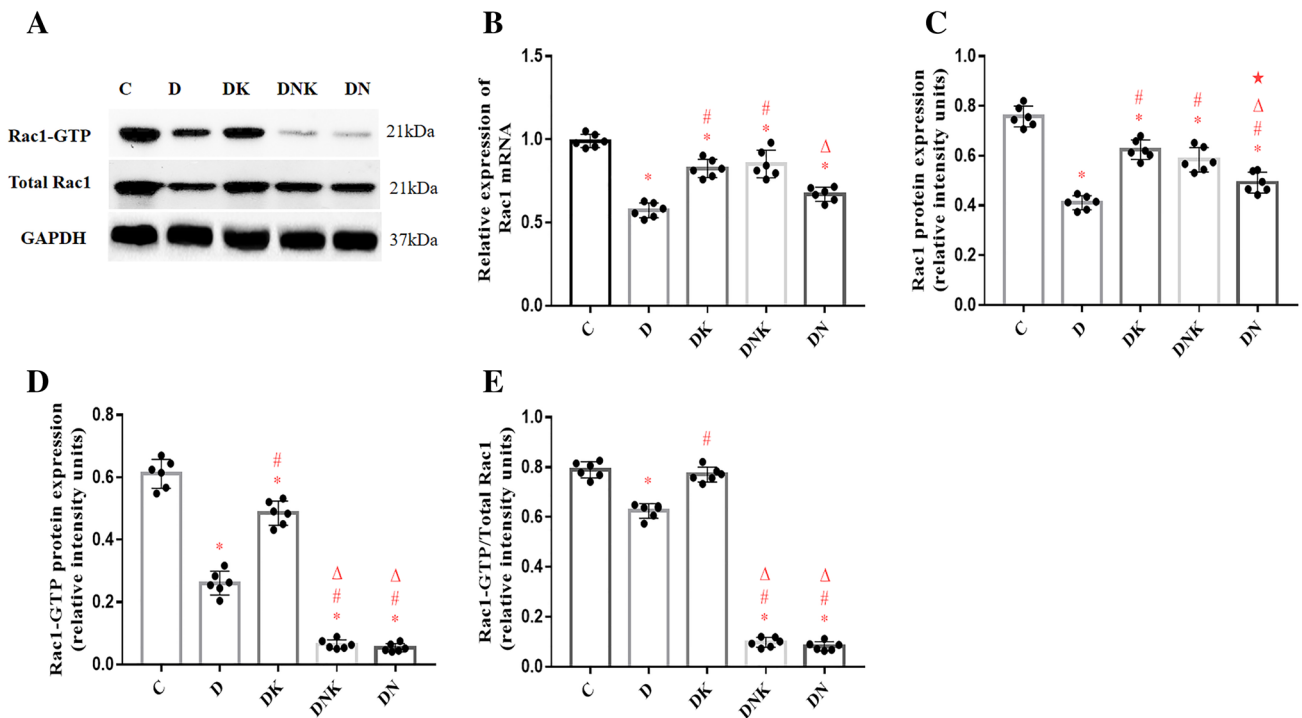 A
C D DK DNK DN
Rac1-GTP 21kDa
Total Rac1 21kDa
GAPDH 37kDa
B
Relative expression of
Rac1 mRNA
1.5
1.0
0.5
0.0
*
#
*
#
*
Δ
*
C D DK DNK DN
C
Rac1 protein expression
(relative intensity units)
1.0
0.8
0.6
0.4
0.2
0.0
*
#
*
#
*
★
Δ
#
*
C D DK DNK DN
D
Rac1-GTP protein expression
(relative intensity units)
0.8
0.6
0.4
0.2
0.0
*
#
*
Δ
#
*
Δ
#
*
C D DK DNK DN
E
Rac1-GTP/Total Rac1
(relative intensity units)
1.0
0.8
0.6
0.4
0.2
0.0
*
#
Δ
#
*
Δ
#
*
C D DK DNK DN